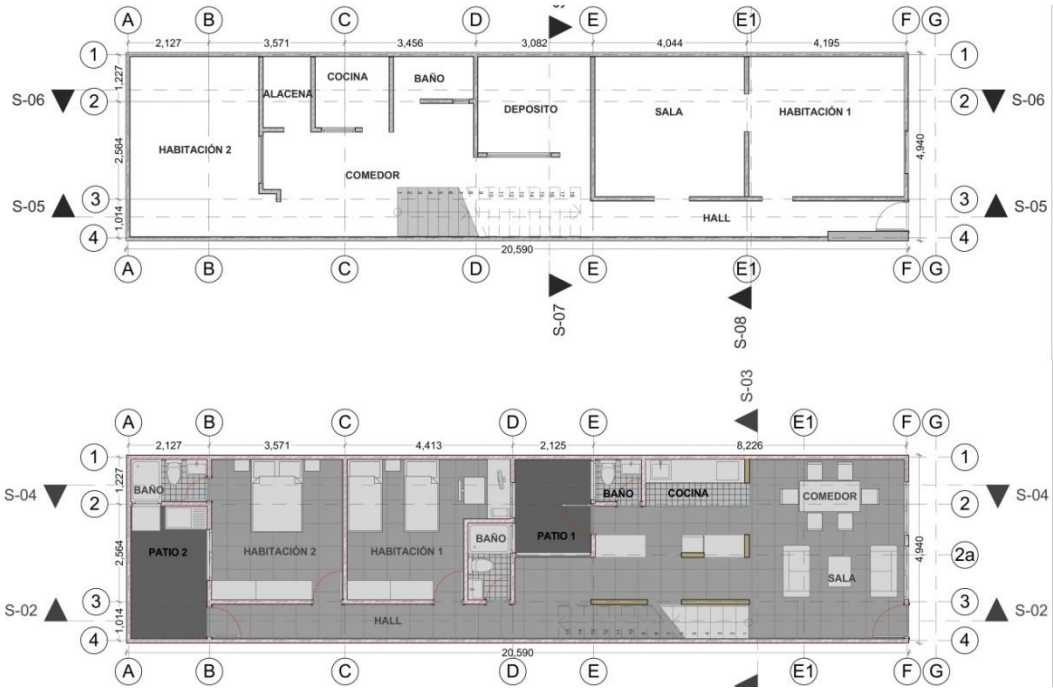 A B C D E E1 F G
2,127 3,571 3,456 3,082 4,044 4,195
1 1
1,227
COCINA BAÑO
ALACENA
S-06 2 2 S-06
DEPOSITO SALA HABITACIÓN 1
HABITACIÓN 2
2,564 4,940
COMEDOR
S-05 3 3 S-05
1,014
HALL
4 4
20,590
A B C D E E1 F G
S-07
S-08
S-03
A B C D E E1 F G
2,127 3,571 4,413 2,125 8,226
1 1
1,227
S-04 BAÑO BAÑO COCINA COMEDOR S-04
2 2
PATIO 1
BAÑO
PATIO 2 HABITACIÓN 2 HABITACIÓN 1
2,564 4,940
2a
SALA
3 3
S-02 S-02
1,014
HALL
4 4
20,590
A B C D E E1 F G